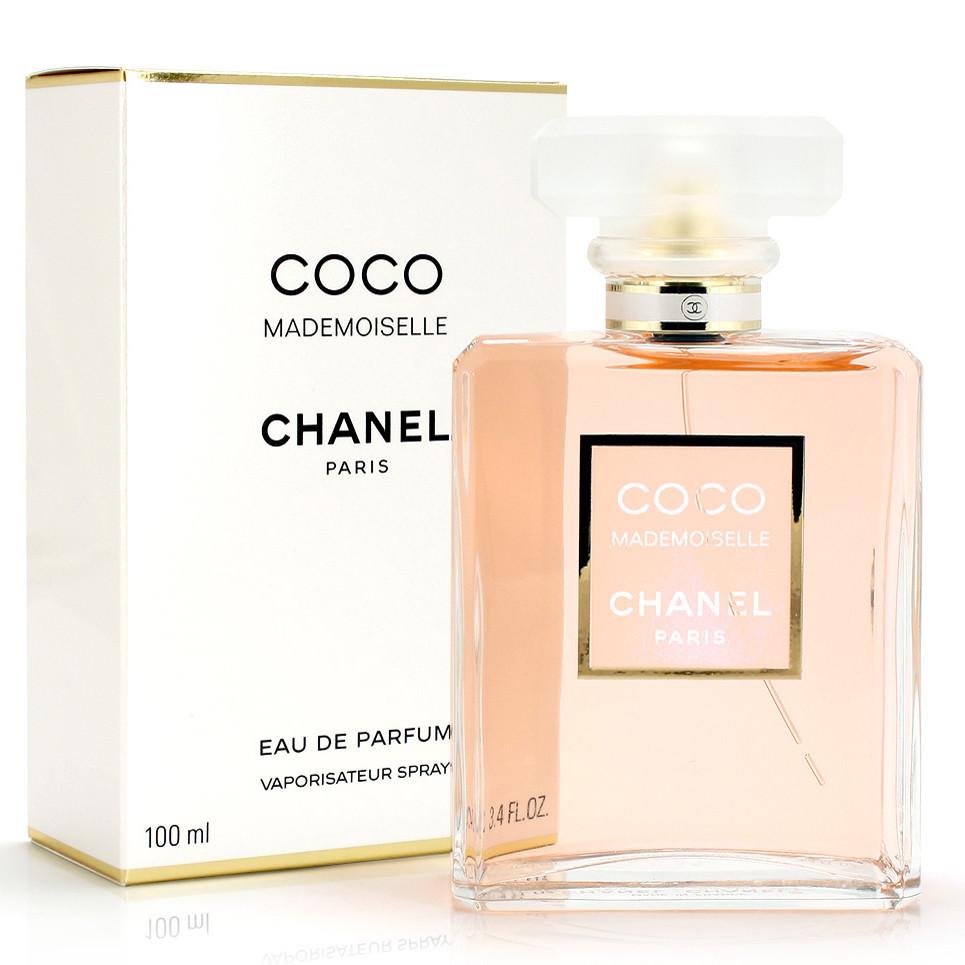 COCO
MADEMOISELLE
CHANEL
PARIS
EAU DE PARFUM
VAPORISATEUR SPRAY
100 ml
3.4 FL.OZ.
COCO
MADEMOISELLE
CHANEL
PARIS